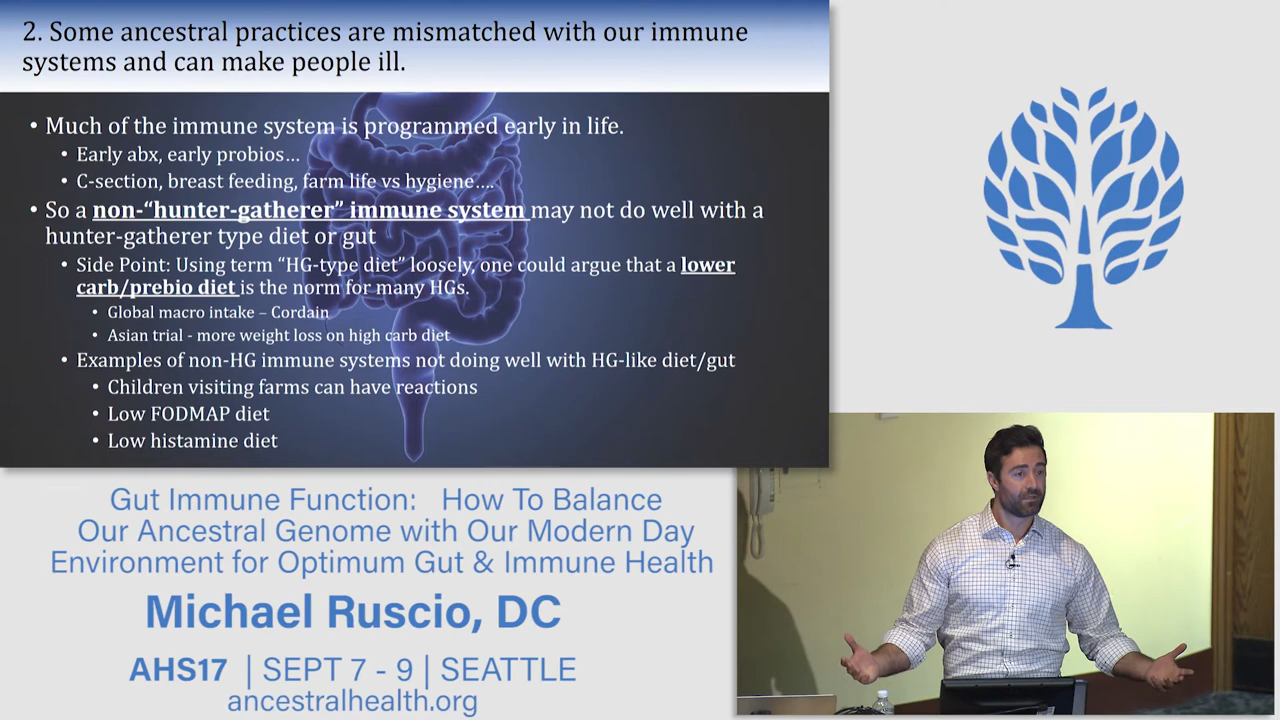 2. Some ancestral practices are mismatched with our immune
systems and can make people ill.
• Much of the immune system is programmed early in life.
• Early abx, early probios…
• C-section, breast feeding, farm life vs hygiene….
• So a non-“hunter-gatherer” immune system may not do well with a
hunter-gatherer type diet or gut
• Side Point: Using term “HG-type diet” loosely, one could argue that a lower
carb/prebio diet is the norm for many HGs.
• Global macro intake – Cordain
• Asian trial - more weight loss on high carb diet
• Examples of non-HG immune systems not doing well with HG-like diet/gut
• Children visiting farms can have reactions
• Low FODMAP diet
• Low histamine diet
Gut Immune Function: How To Balance
Our Ancestral Genome with Our Modern Day
Environment for Optimum Gut & Immune Health
Michael Ruscio, DC
AHS17 | SEPT 7 - 9 | SEATTLE
ancestralhealth.org